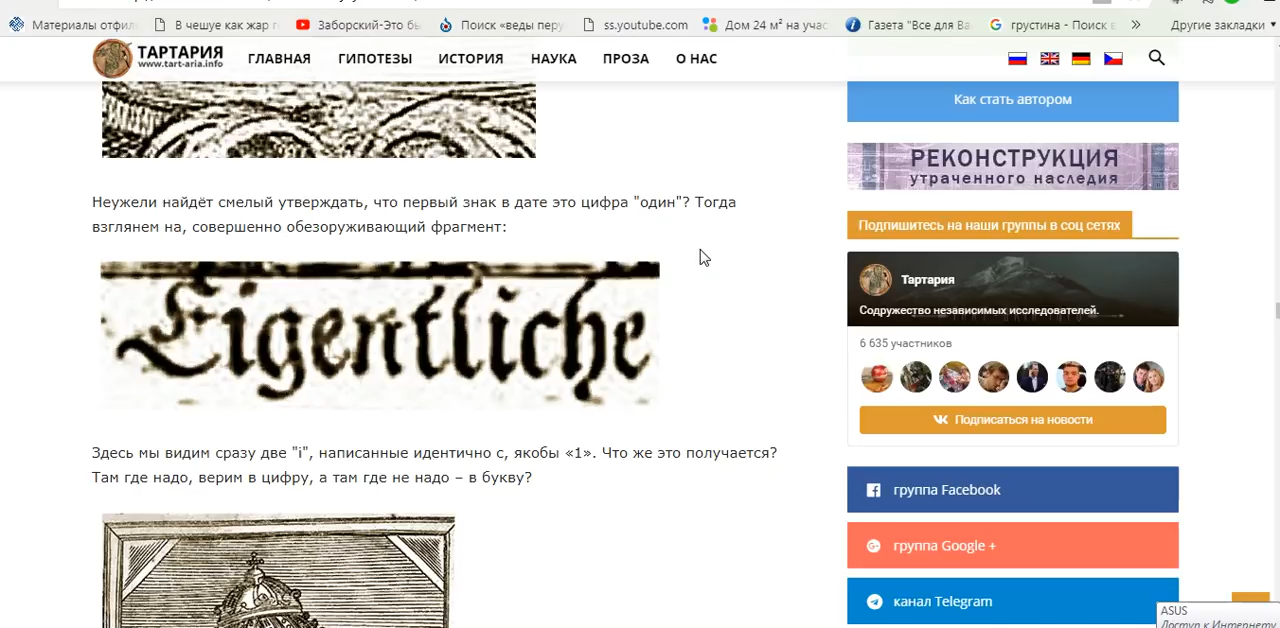 Материалы отфиль
В чешуе как жар г
Заборский-Это бы
Поиск «веды перу
ss.youtube.com
Дом 24 м² на учас
Газета "Все для Ва
грустина - Поиск в
»
Другие закладки
ТАРТАРИЯ
www.tart-aria.info
ГЛАВНАЯ
ГИПОТЕЗЫ
ИСТОРИЯ
НАУКА
ПРОЗА
О НАС
Как стать автором
РЕКОНСТРУКЦИЯ
утраченного наследия
Неужели найдёт смелый утверждать, что первый знак в дате это цифра "один"? Тогда
взглянем на, совершенно обезоруживающий фрагмент:
Eigentliche
Здесь мы видим сразу две "i", написанные идентично с, якобы «1». Что же это получается?
Там где надо, верим в цифру, а там где не надо – в букву?
Подпишитесь на наши группы в соц сетях
Тартария
Содружество независимых исследователей.
6 635 участников
Подписаться на новости
группа Facebook
группа Google +
канал Telegram
ASUS
Доступ к Интернету